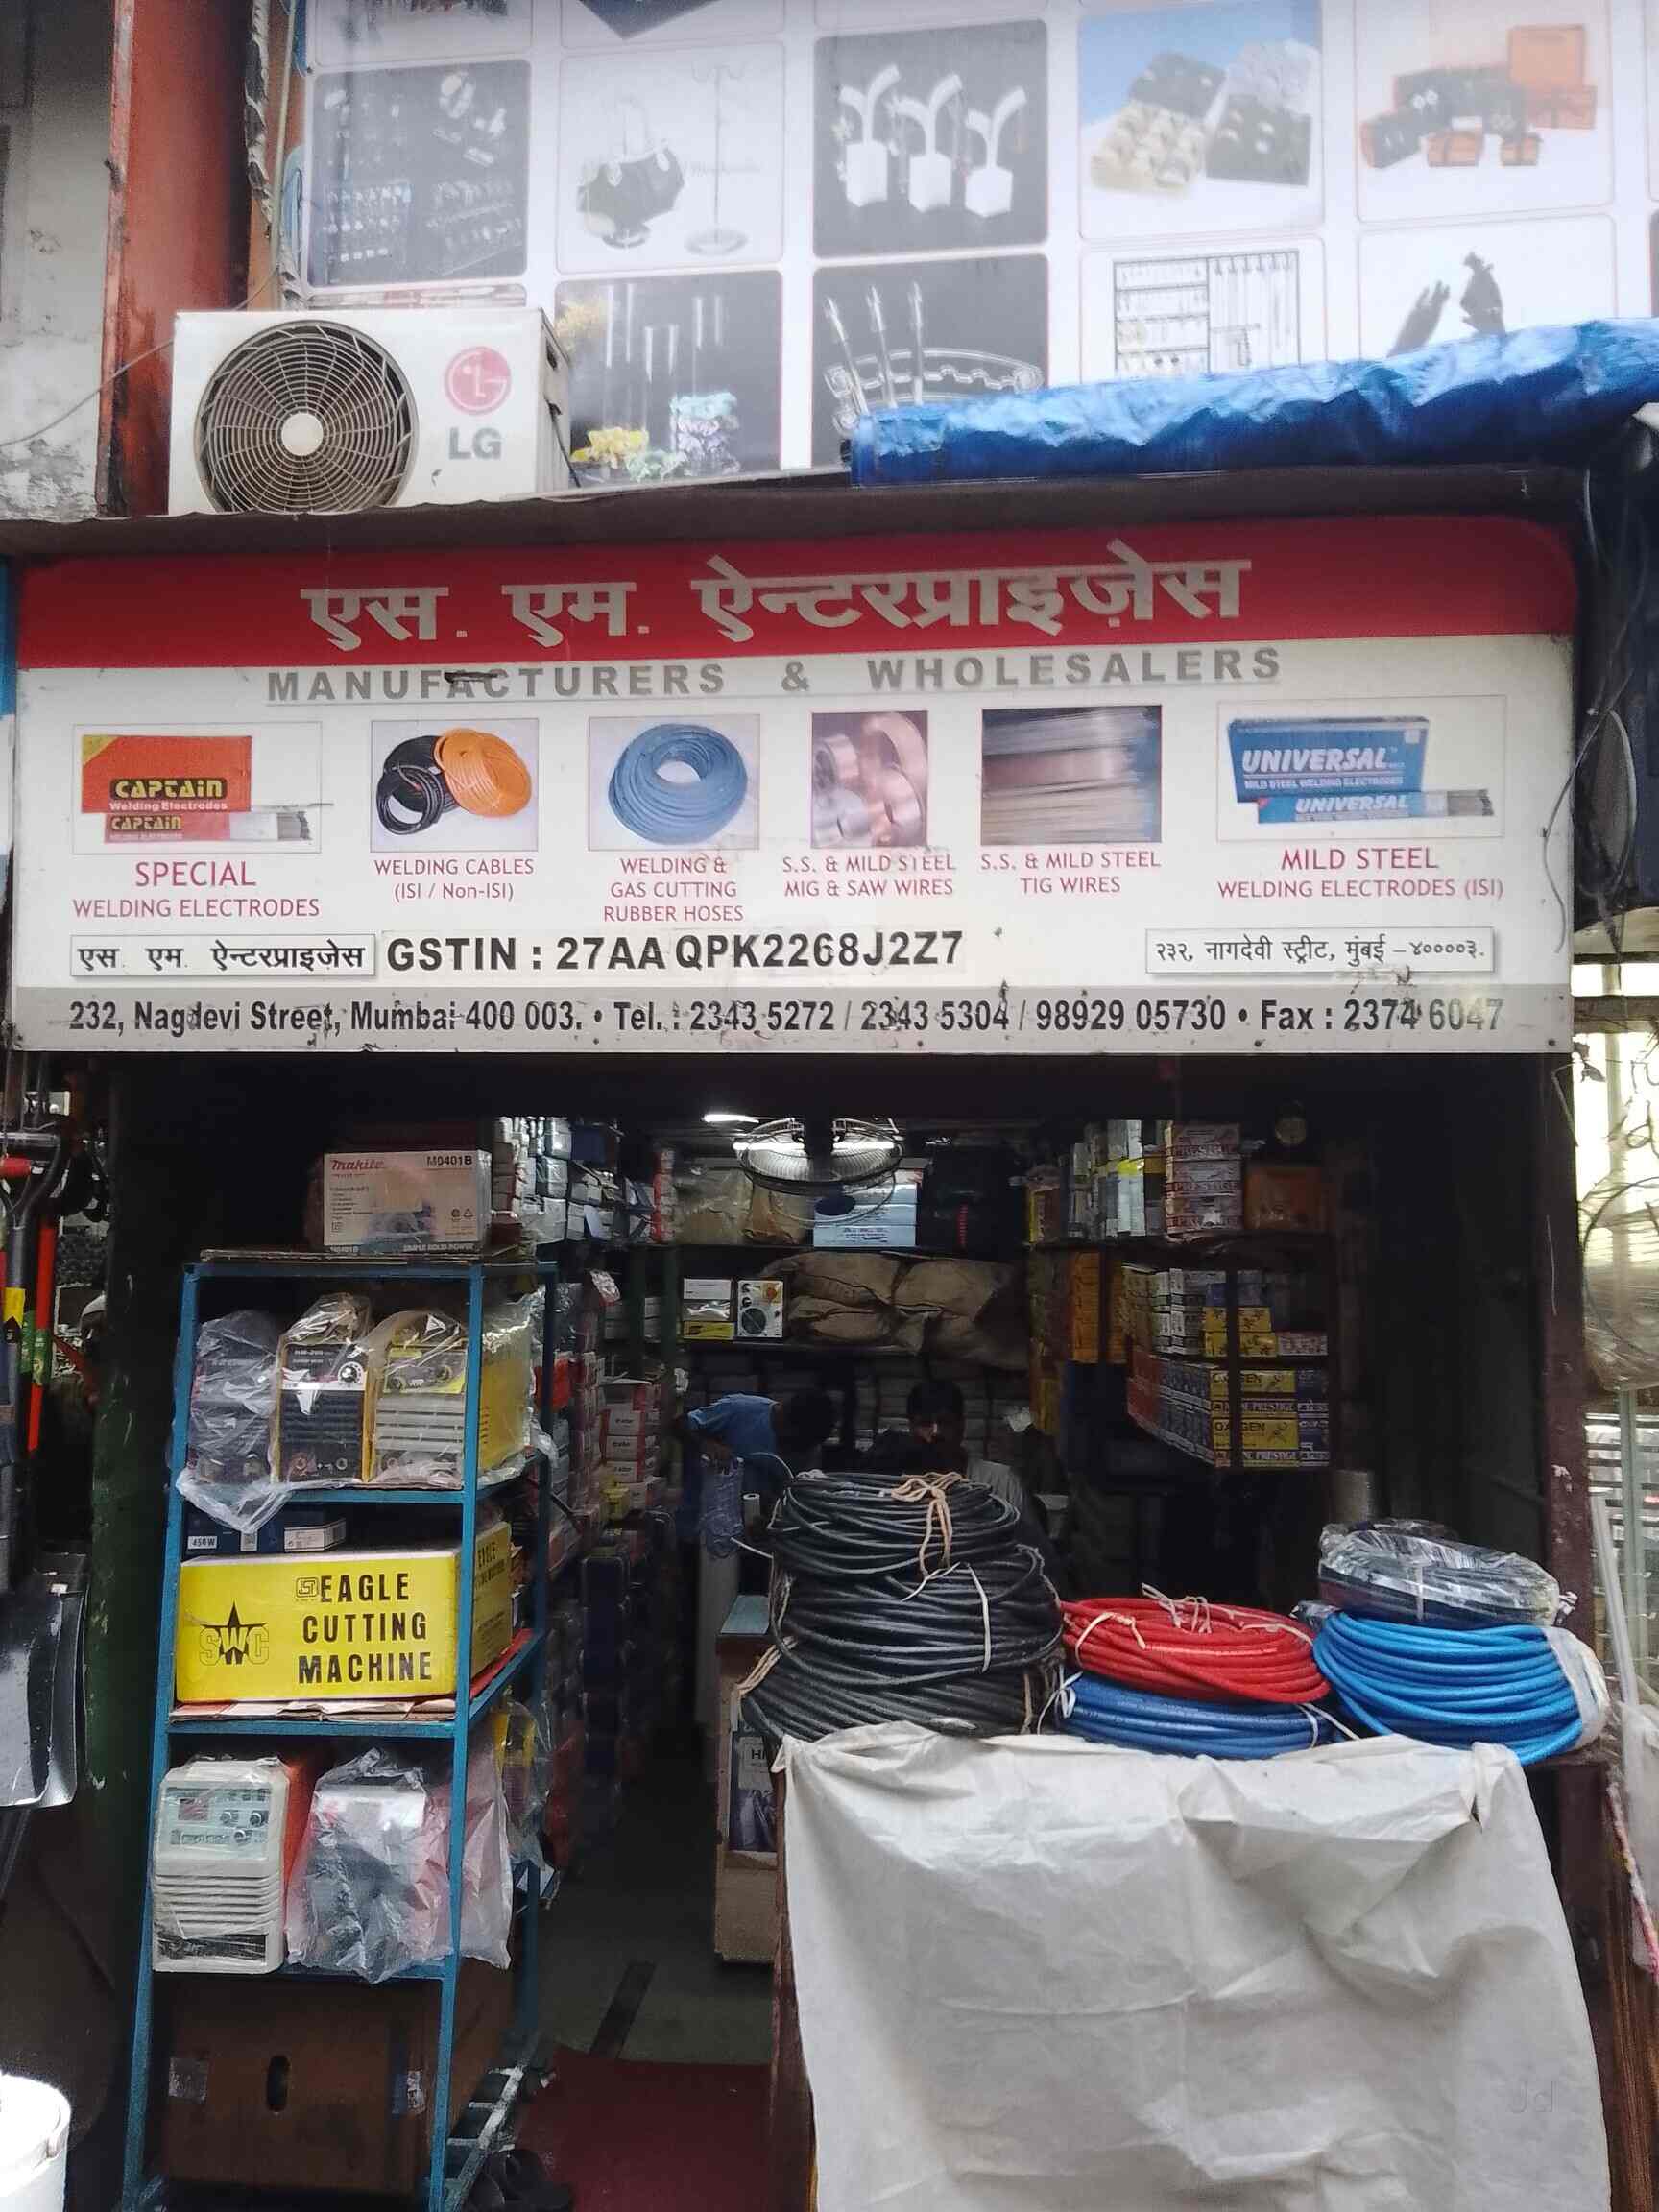 LG
एस. एम. ऐन्टरप्राइज़ेस
MANUFACTURERS & WHOLESALERS
CAPTAIN
Welding Electrodes
CAPTAIN
UNIVERSAL
MILD STEEL WELDING ELECTRODES
UNIVERSAL
SPECIAL
WELDING ELECTRODES
WELDING CABLES
(ISI / Non-ISI)
WELDING &
GAS CUTTING
RUBBER HOSES
S.S. & MILD STEEL
MIG & SAW WIRES
S.S. & MILD STEEL
TIG WIRES
MILD STEEL
WELDING ELECTRODES (ISI)
एस. एम. ऐन्टरप्राइज़ेस
GSTIN : 27AAQPK2268J2Z7
२३२, नागदेवी स्ट्रीट, मुंबई - ४००००३.
232, Nagdevi Street, Mumbai 400 003. • Tel. : 2343 5272 / 2343 5304 / 98929 05730 • Fax : 2374 6047
makita M0401B
PRESTIGE
PRESTIGE
OXYGEN
450W
SWC
EAGLE
CUTTING
MACHINE
Jd